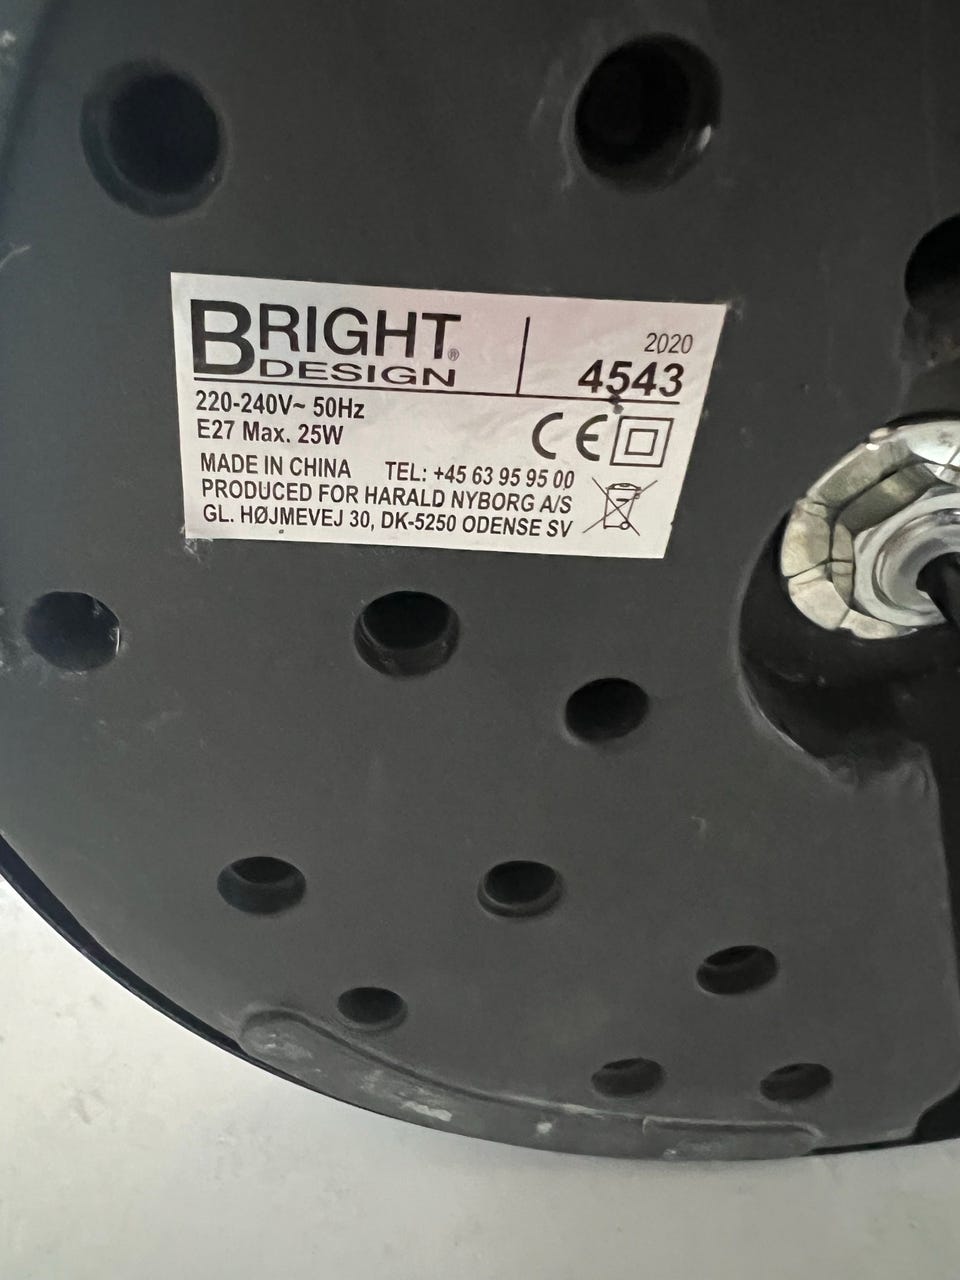 BRIGHT®
DESIGN
2020
4543
220-240V~ 50Hz
E27 Max. 25W
CE
MADE IN CHINA TEL: +45 63 95 95 00
PRODUCED FOR HARALD NYBORG A/S
GL. HØJMEVEJ 30, DK-5250 ODENSE SV